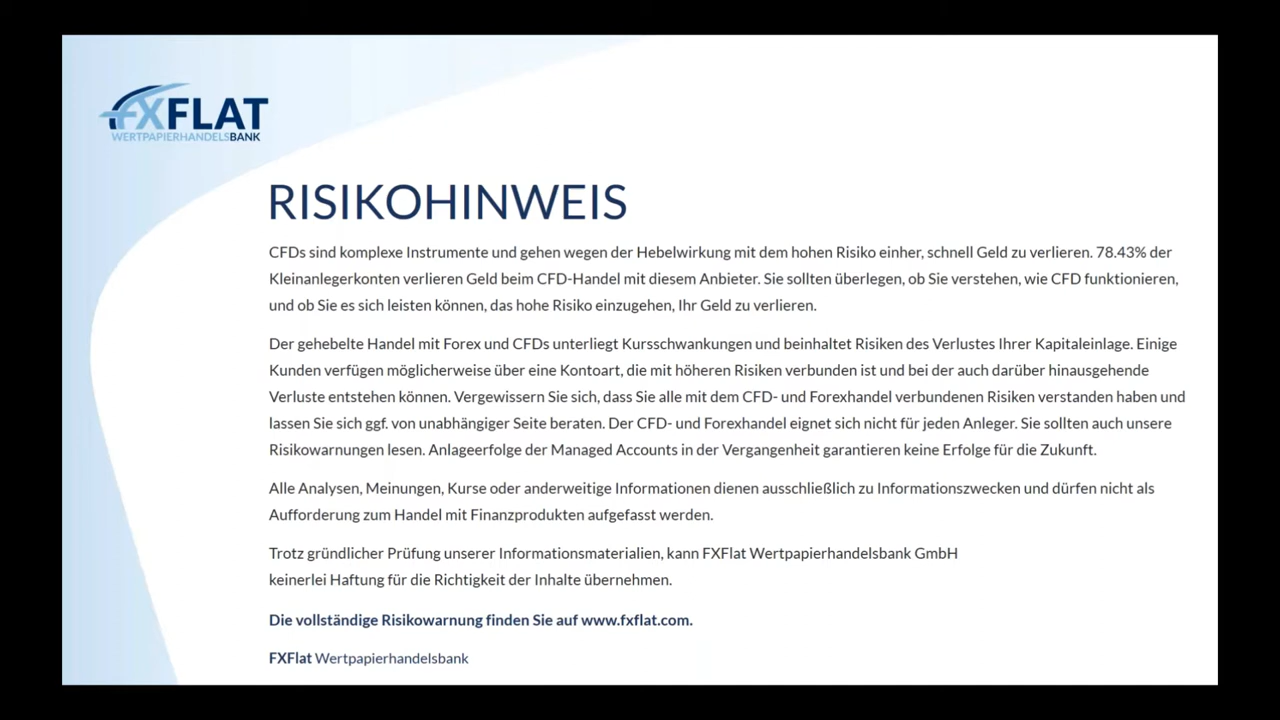 FXFLAT
WERTPAPIERHANDELSBANK
RISIKOHINWEIS
CFDs sind komplexe Instrumente und gehen wegen der Hebelwirkung mit dem hohen Risiko einher, schnell Geld zu verlieren. 78.43% der
Kleinanlegerkonten verlieren Geld beim CFD-Handel mit diesem Anbieter. Sie sollten überlegen, ob Sie verstehen, wie CFD funktionieren,
und ob Sie es sich leisten können, das hohe Risiko einzugehen, Ihr Geld zu verlieren.
Der gehebelte Handel mit Forex und CFDs unterliegt Kursschwankungen und beinhaltet Risiken des Verlustes Ihrer Kapitaleinlage. Einige
Kunden verfügen möglicherweise über eine Kontoart, die mit höheren Risiken verbunden ist und bei der auch darüber hinausgehende
Verluste entstehen können. Vergewissern Sie sich, dass Sie alle mit dem CFD- und Forexhandel verbundenen Risiken verstanden haben und
lassen Sie sich ggf. von unabhängiger Seite beraten. Der CFD- und Forexhandel eignet sich nicht für jeden Anleger. Sie sollten auch unsere
Risikowarnungen lesen. Anlageerfolge der Managed Accounts in der Vergangenheit garantieren keine Erfolge für die Zukunft.
Alle Analysen, Meinungen, Kurse oder anderweitige Informationen dienen ausschließlich zu Informationszwecken und dürfen nicht als
Aufforderung zum Handel mit Finanzprodukten aufgefasst werden.
Trotz gründlicher Prüfung unserer Informationsmaterialien, kann FXFlat Wertpapierhandelsbank GmbH
keinerlei Haftung für die Richtigkeit der Inhalte übernehmen.
Die vollständige Risikowarnung finden Sie auf www.fxflat.com.
FXFlat Wertpapierhandelsbank